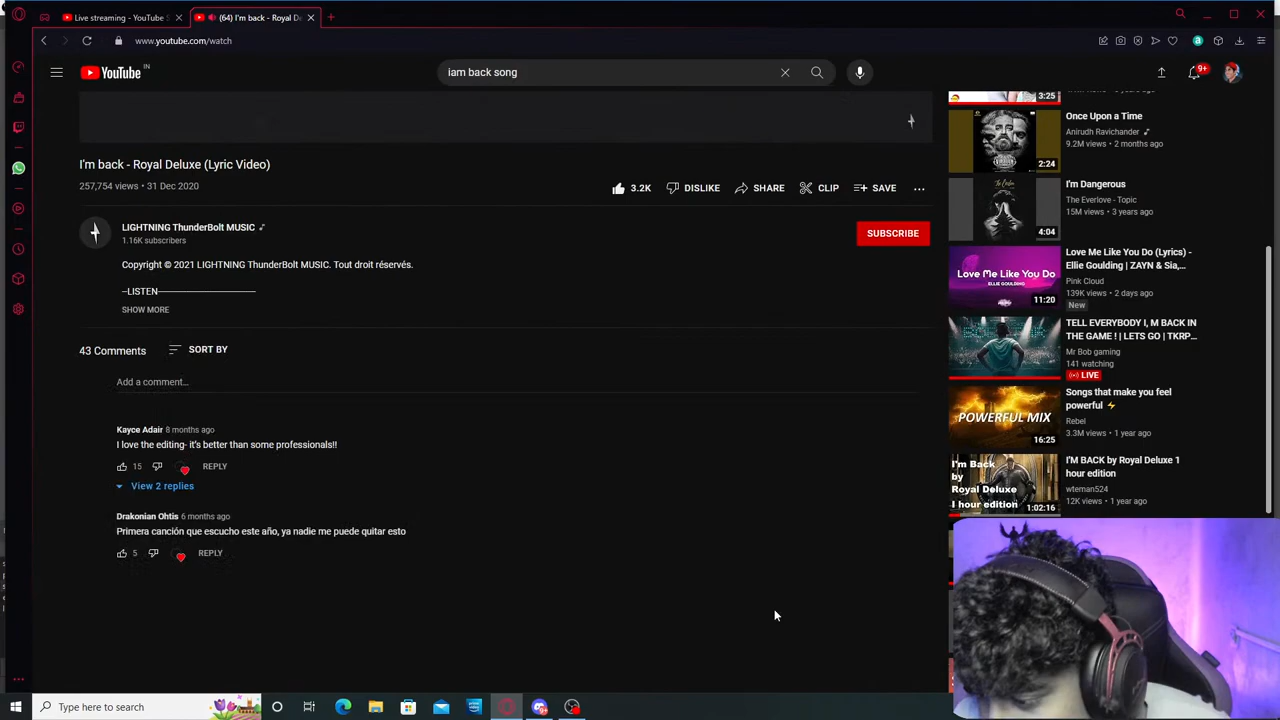 Live streaming - YouTube S
(64) I'm back - Royal De
www.youtube.com/watch
YouTube IN
iam back song
9+
I'm back - Royal Deluxe (Lyric Video)
257,754 views • 31 Dec 2020
3.2K
DISLIKE
SHARE
CLIP
SAVE
LIGHTNING ThunderBolt MUSIC
1.16K subscribers
SUBSCRIBE
Copyright © 2021 LIGHTNING ThunderBolt MUSIC. Tout droit réservés.
--LISTEN----------------------------------
SHOW MORE
43 Comments
SORT BY
Add a comment...
Kayce Adair 8 months ago
I love the editing- it's better than some professionals!!
15
REPLY
View 2 replies
Drakonian Ohtis 6 months ago
Primera canción que escucho este año, ya nadie me puede quitar esto
5
REPLY
3:25
Once Upon a Time
Anirudh Ravichander
9.2M views • 2 months ago
2:24
I'm Dangerous
The Everlove - Topic
15M views • 3 years ago
4:04
Love Me Like You Do
ELLIE GOULDING
11:20
Love Me Like You Do (Lyrics) -
Ellie Goulding | ZAYN & Sia,...
Pink Cloud
139K views • 2 days ago
New
TELL EVERYBODY I, M BACK IN
THE GAME ! | LETS GO | TKRP...
Mr Bob gaming
141 watching
LIVE
POWERFUL MIX
16:25
Songs that make you feel
powerful ⚡
Rebel
3.3M views • 1 year ago
I'm Back
by
Royal Deluxe
I hour edition
1:02:16
I'M BACK by Royal Deluxe 1
hour edition
wteman524
12K views • 1 year ago
Type here to search